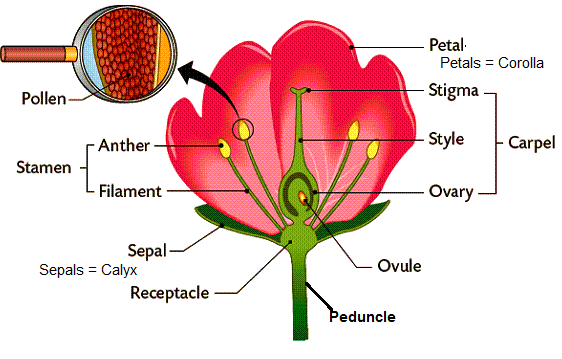 Petal
Petals = Corolla
Pollen
Stigma
Anther
Style
Carpel
Stamen
Filament
Ovary
Sepal
Sepals = Calyx
Ovule
Receptacle
Peduncle